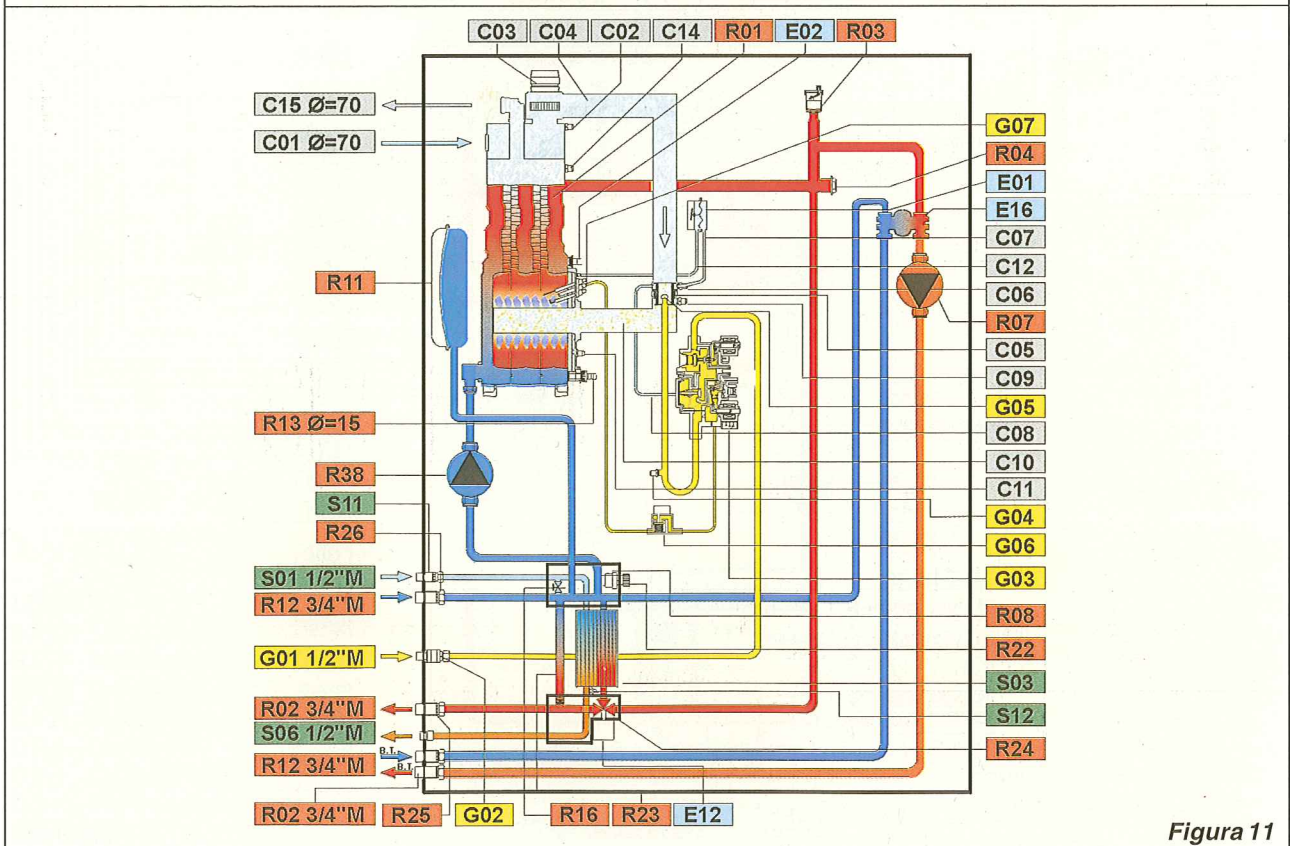 C03 C04 C02 C14 R01 E02 R03
C15 Ø=70
C01 Ø=70
R11
R13 Ø=15
R38
S11
R26
S01 1/2"M
R12 3/4"M
G01 1/2"M
R02 3/4"M
S06 1/2"M
B.T.
R12 3/4"M
B.T.
R02 3/4"M
R25 G02 R16 R23 E12
G07
R04
E01
E16
C07
C12
C06
R07
C05
C09
G05
C08
C10
C11
G04
G06
G03
R08
R22
S03
S12
R24
Figura 11